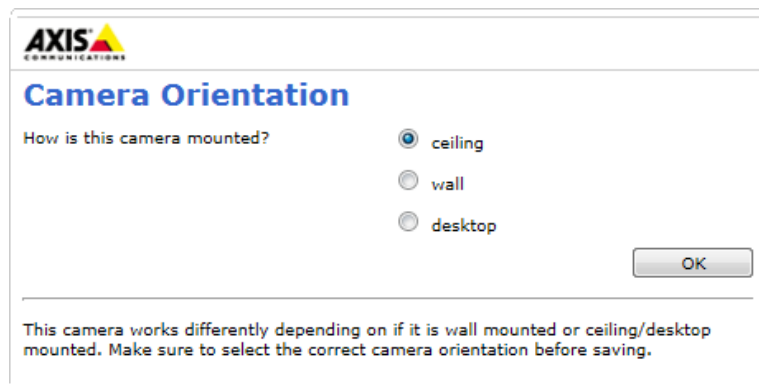 AXIS
COMMUNICATIONS
Camera Orientation
How is this camera mounted?
ceiling
wall
desktop
OK
This camera works differently depending on if it is wall mounted or ceiling/desktop
mounted. Make sure to select the correct camera orientation before saving.